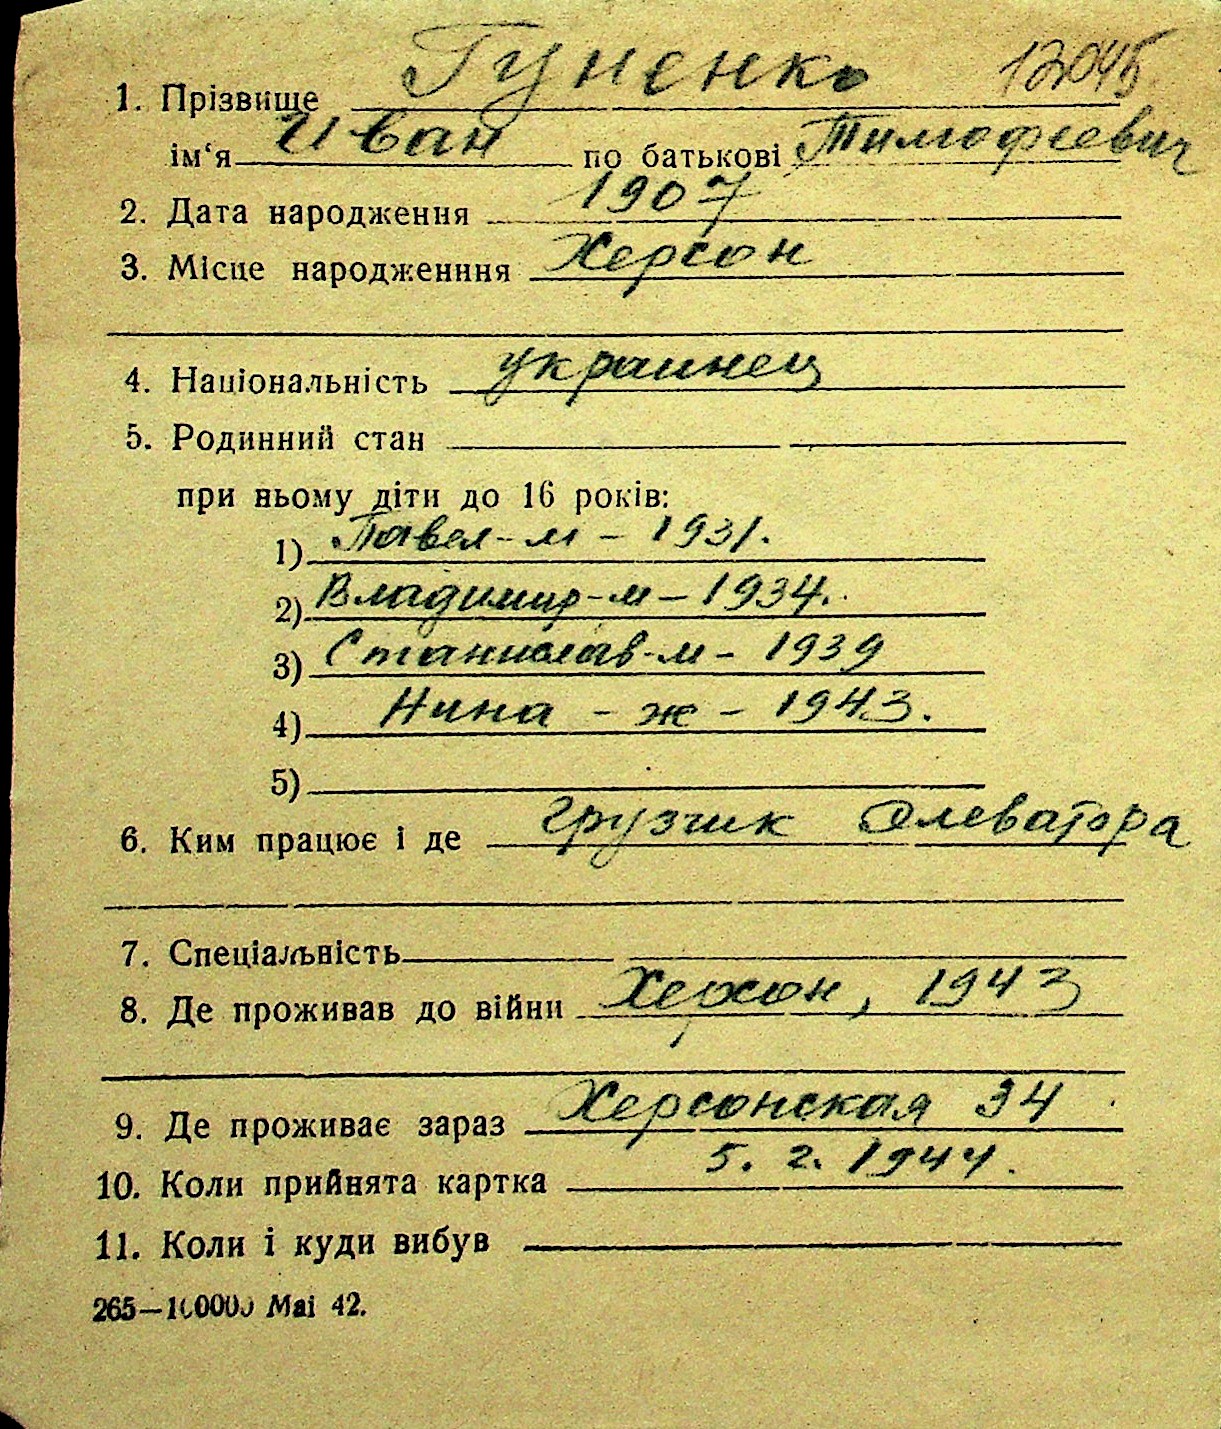 1. Прізвище Гуненко 12045
ім‘я Иван по батькові Тимофеевич
2. Дата народження 1907
3. Місце народженння Херсон
4. Національність украинец
5. Родинний стан
при ньому діти до 16 років:
1) Павел-м - 1931.
2) Владимир-м-1934.
3) Станислав-м- 1939
4) Нина - ж - 1943.
5)
6. Ким працює і де грузчик Элеватора
7. Спеціальність
8. Де проживав до війни Херсон, 1943
9. Де проживає зараз Херсонская 34
10. Коли прийнята картка 5. 2. 1944.
11. Коли і куди вибув
265—100000 Mai 42.